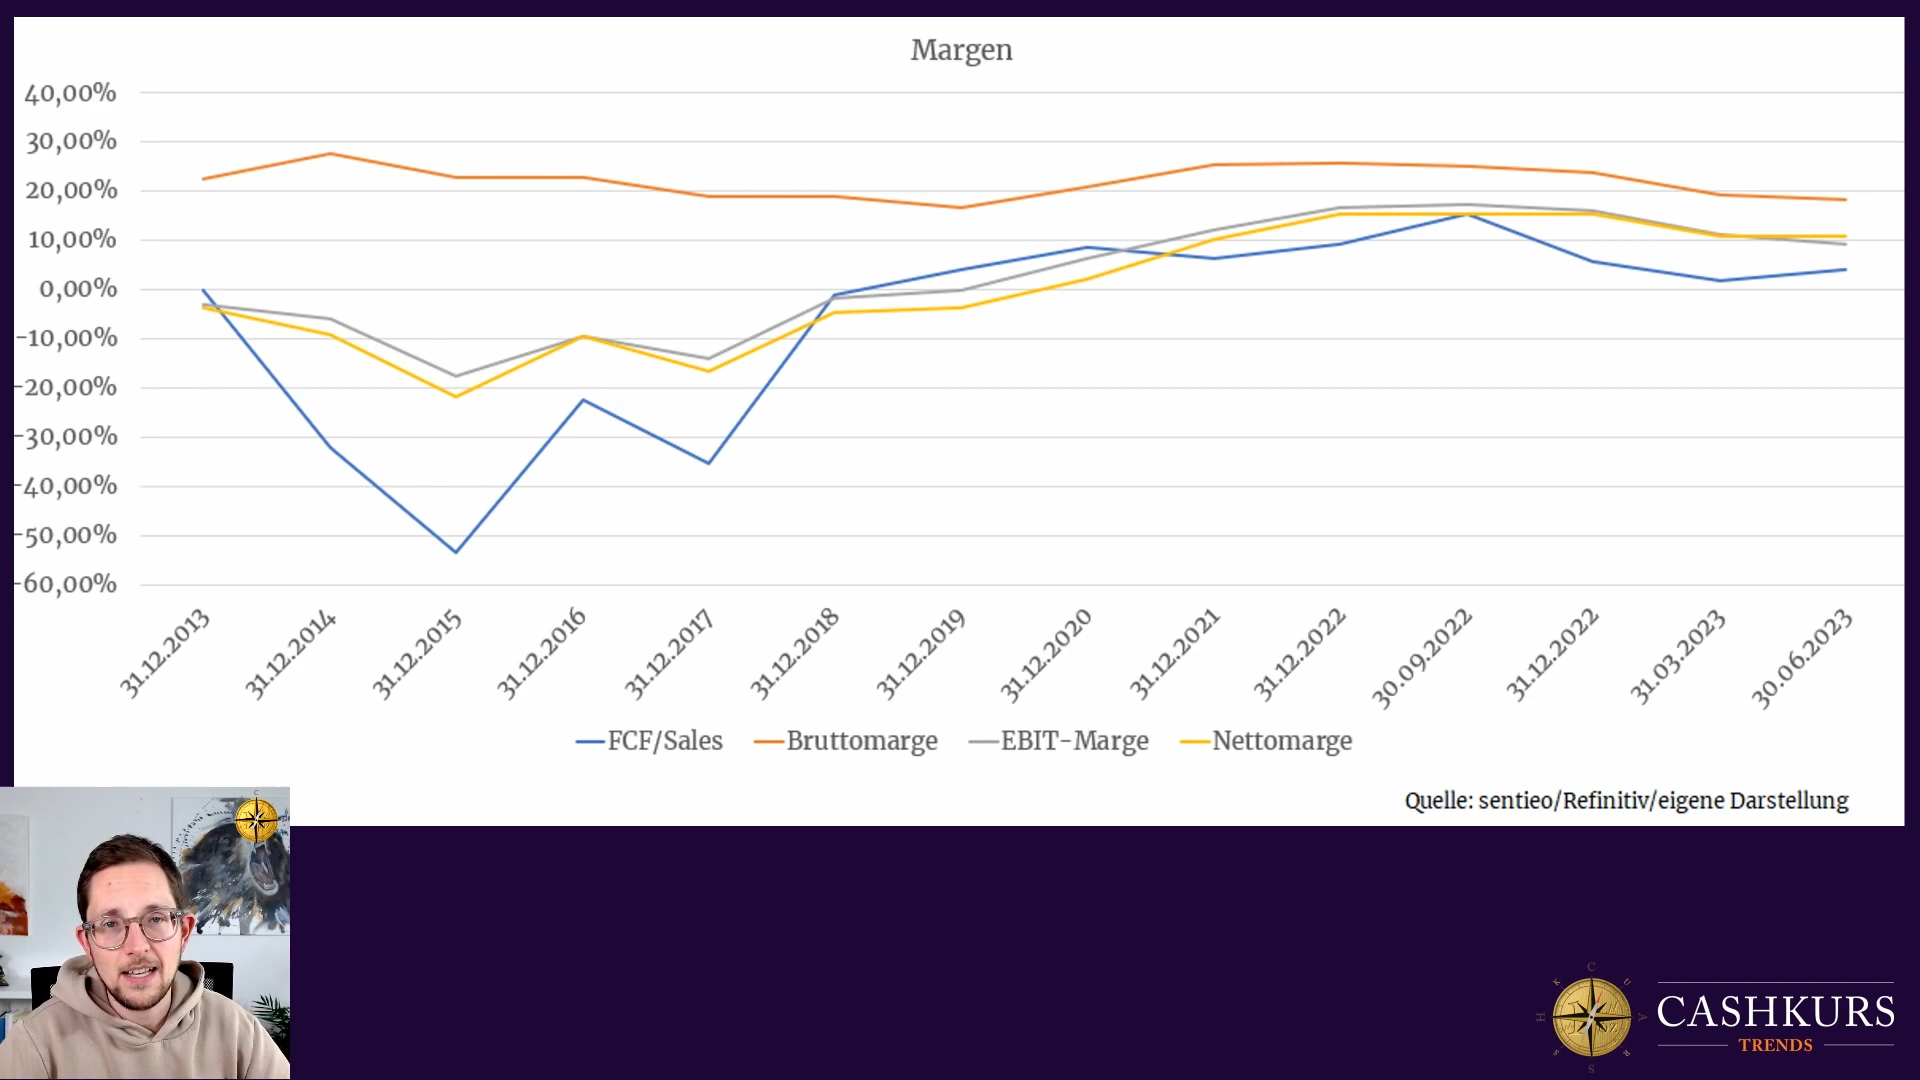 Margen
40,00%
30,00%
20,00%
10,00%
0,00%
-10,00%
-20,00%
-30,00%
-40,00%
-50,00%
-60,00%
31.12.2013
31.12.2014
31.12.2015
31.12.2016
31.12.2017
31.12.2018
31.12.2019
31.12.2020
31.12.2021
31.12.2022
30.09.2022
31.12.2022
31.03.2023
30.06.2023
FCF/Sales Bruttomarge EBIT-Marge Nettomarge
Quelle: sentieo/Refinitiv/eigene Darstellung
C
C
K U
H A
S R
S
CASHKURS
TRENDS